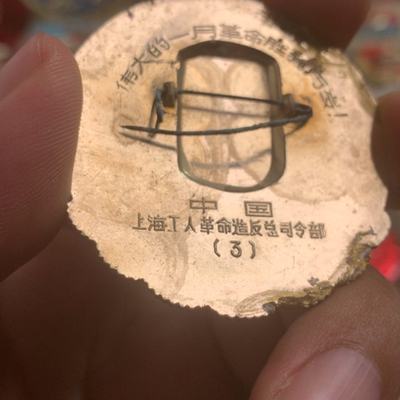 伟大的一月革命胜利万岁!
中国
上海工人革命造反总司令部
(3)